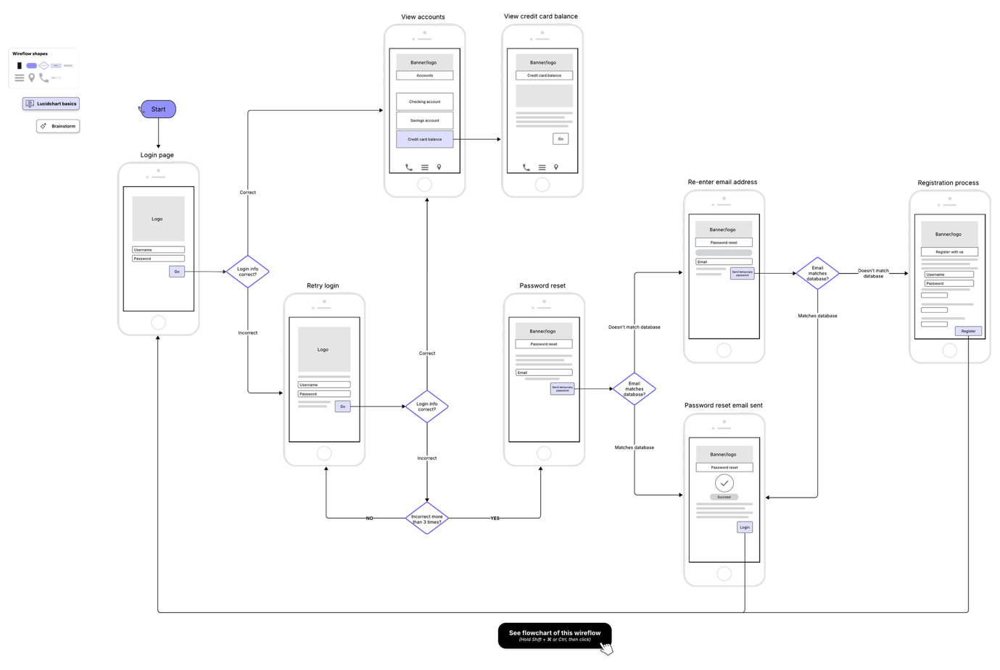 View accounts
View credit card balance
Wireflow shapes
Lucidchart basics
Brainstorm
Start
Banner/logo
Accounts
Checking account
Savings account
Credit card balance
Banner/logo
Credit card balance
Go
Login page
Logo
Username
Password
Go
Correct
Login info
correct?
Incorrect
Retry login
Logo
Username
Password
Go
Correct
Login info
correct?
Incorrect
Incorrect more
than 3 times?
NO
YES
Password reset
Banner/logo
Password reset
Email
Send temporary
password
Email
matches
database?
Doesn't match database
Matches database
Re-enter email address
Banner/logo
Password reset
Email
Send temporary
password
Email
matches
database?
Doesn't match
database
Matches database
Registration process
Banner/logo
Register with us
Username
Password
Register
Password reset email sent
Banner/logo
Password reset
Success!
Login
See flowchart of this wireflow
(Hold Shift + ⌘ or Ctrl, then click)